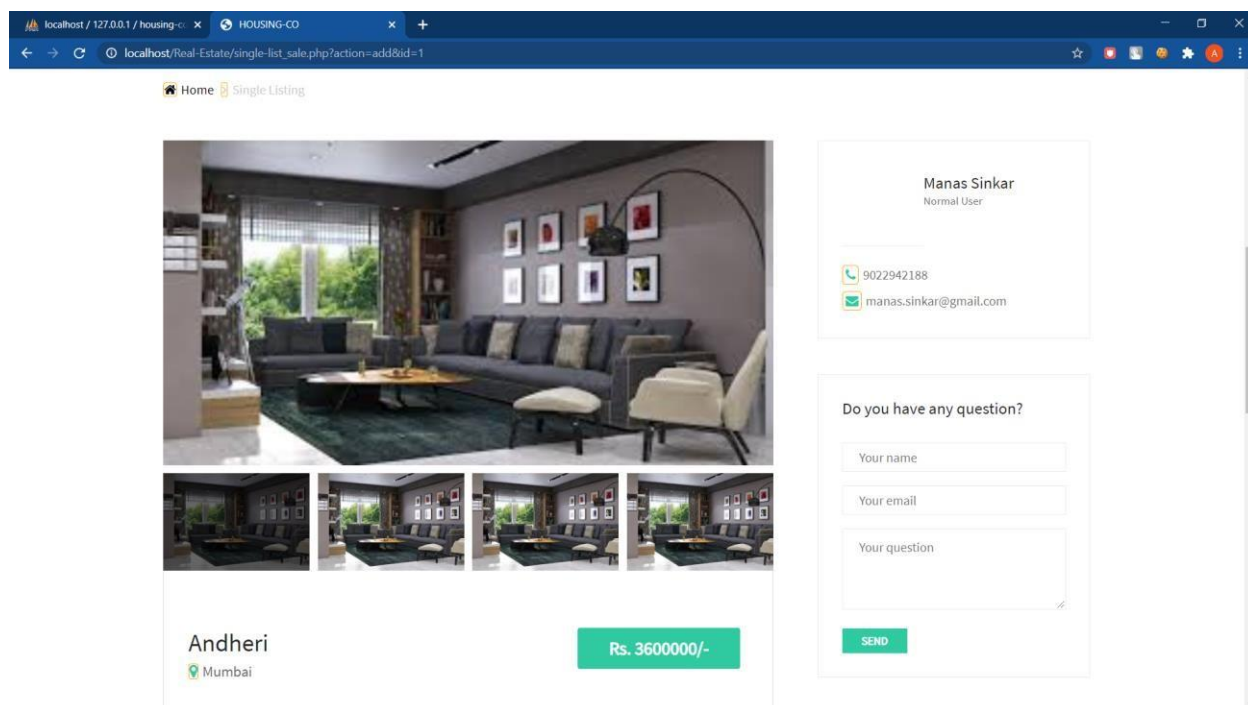 localhost / 127.0.0.1 / housing-c
HOUSING-CO
localhost/Real-Estate/single-list_sale.php?action=add&id=1
A
Home > Single Listing
Manas Sinkar
Normal User
9022942188
manas.sinkar@gmail.com
Do you have any question?
Your name
Your email
Your question
SEND
Andheri
Mumbai
Rs. 3600000/-